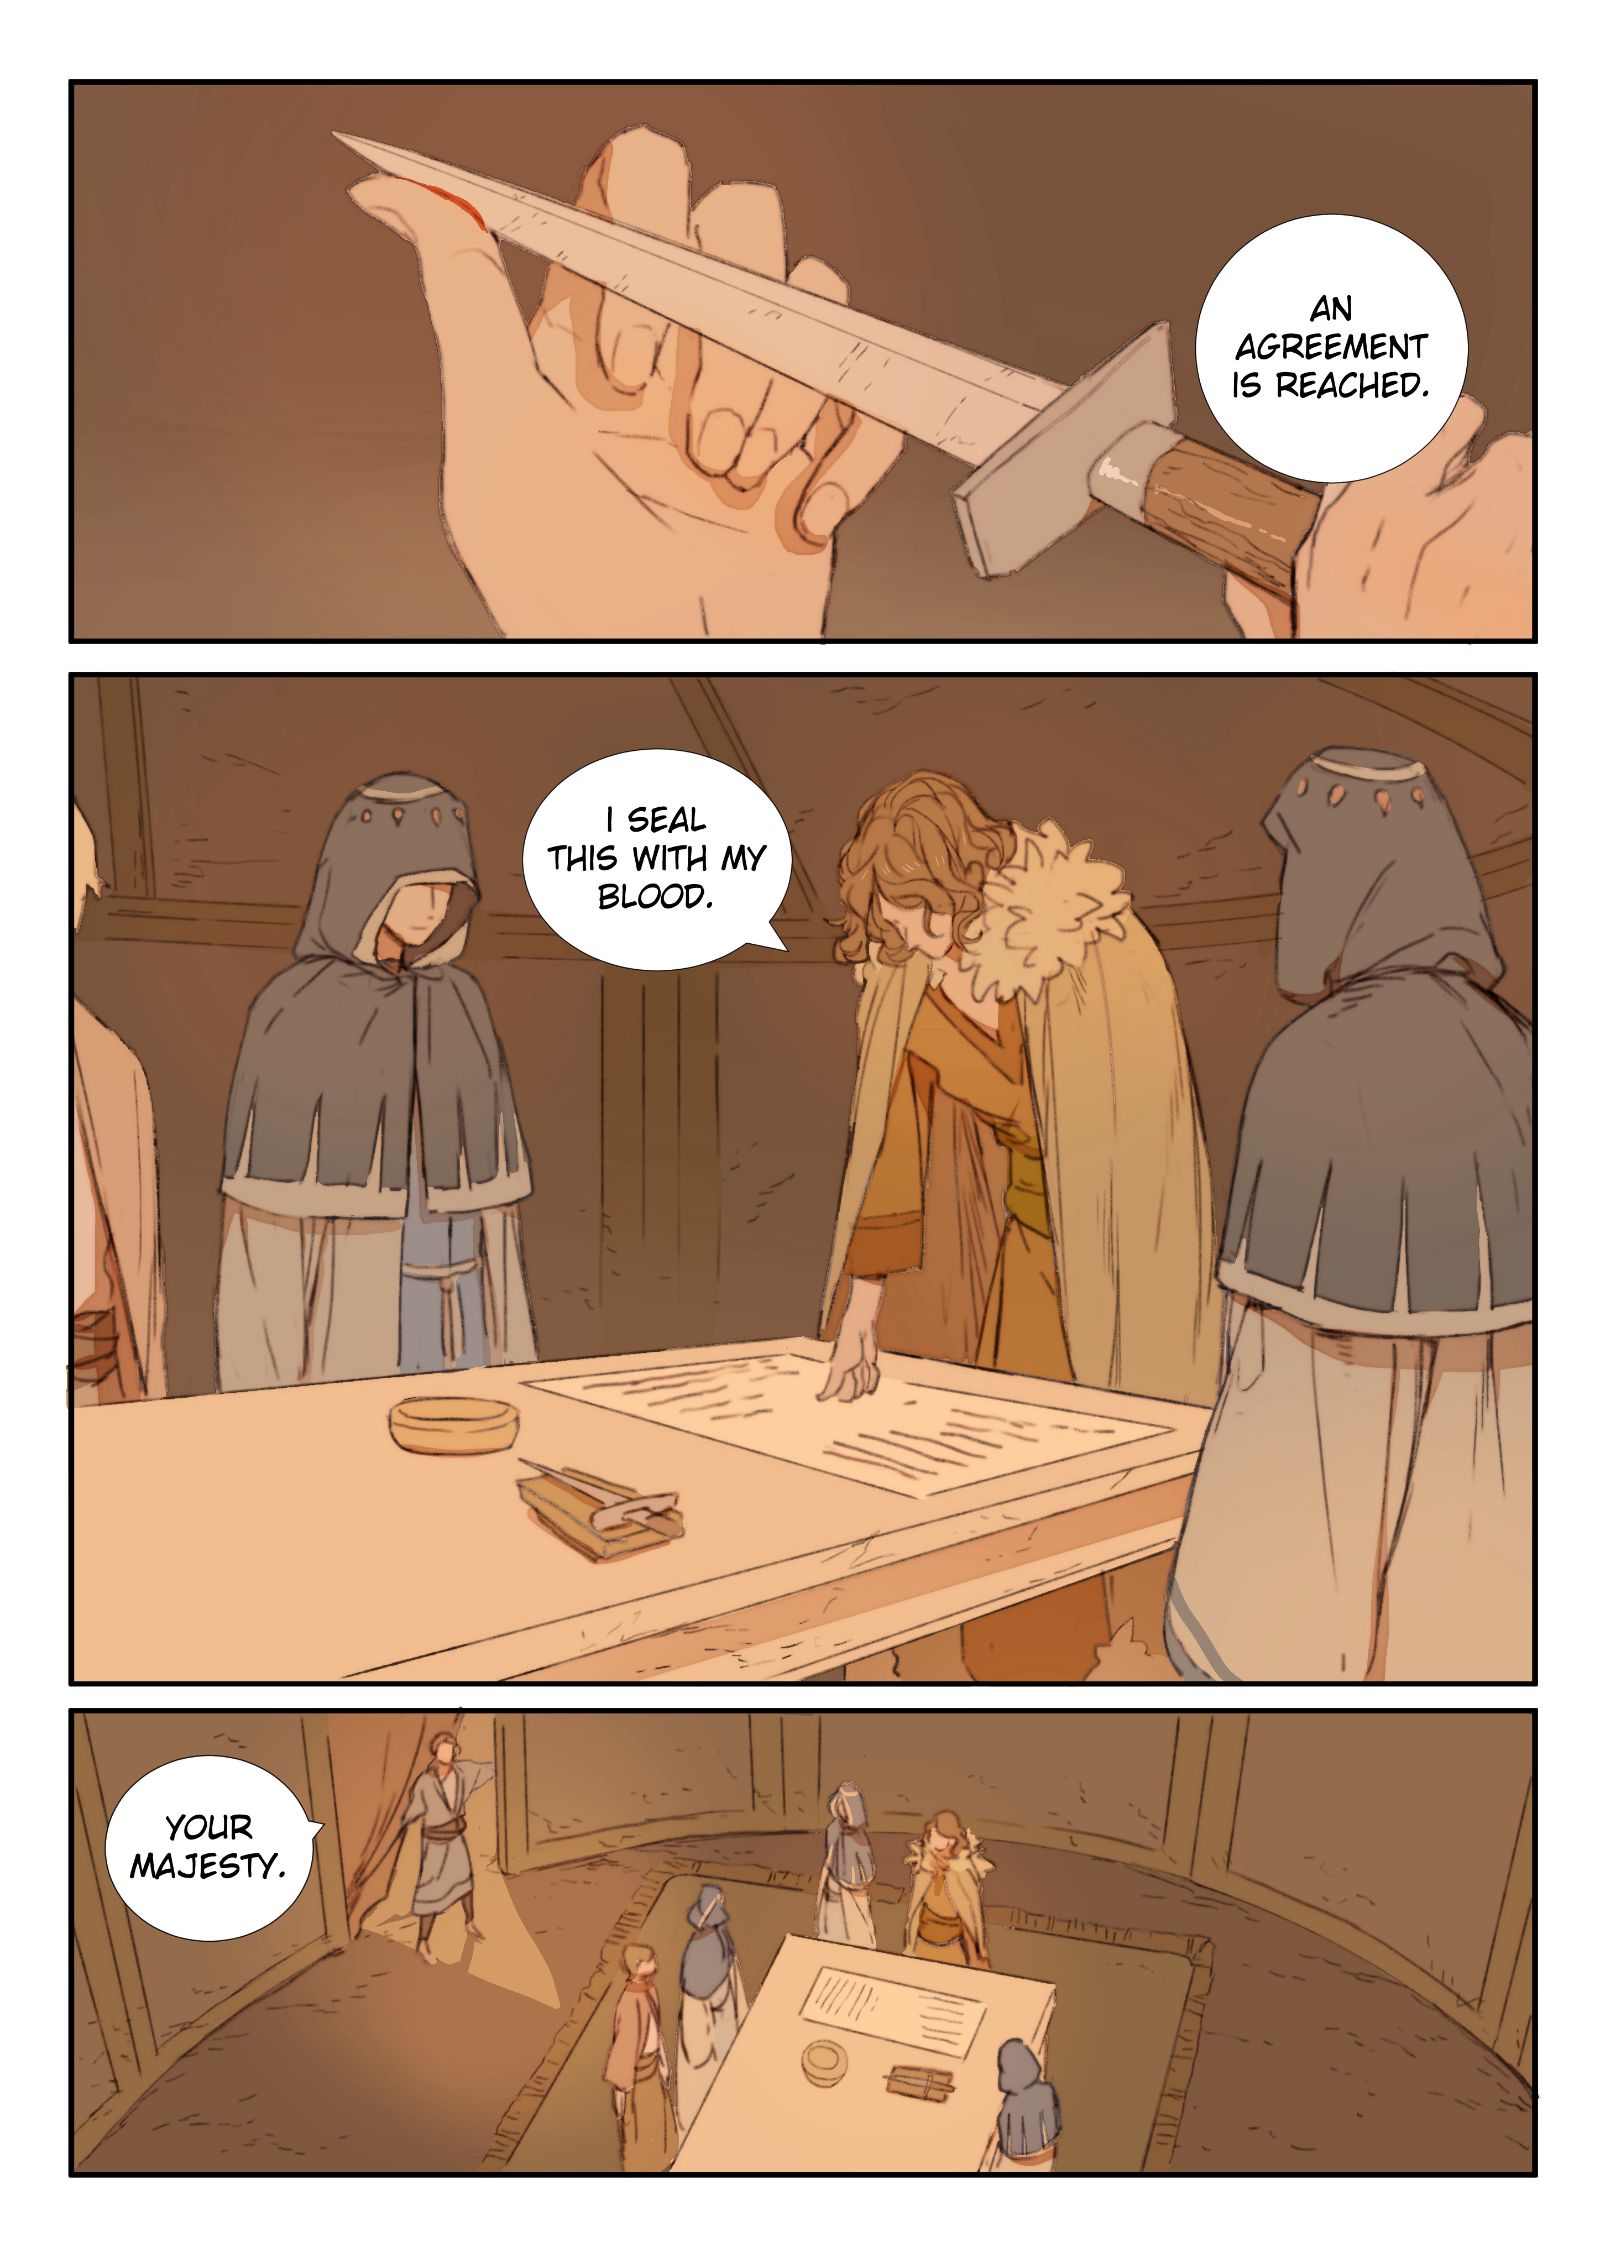 AN
AGREEMENT
IS REACHED.
I SEAL
THIS WITH MY
BLOOD.
YOUR
MAJESTY.